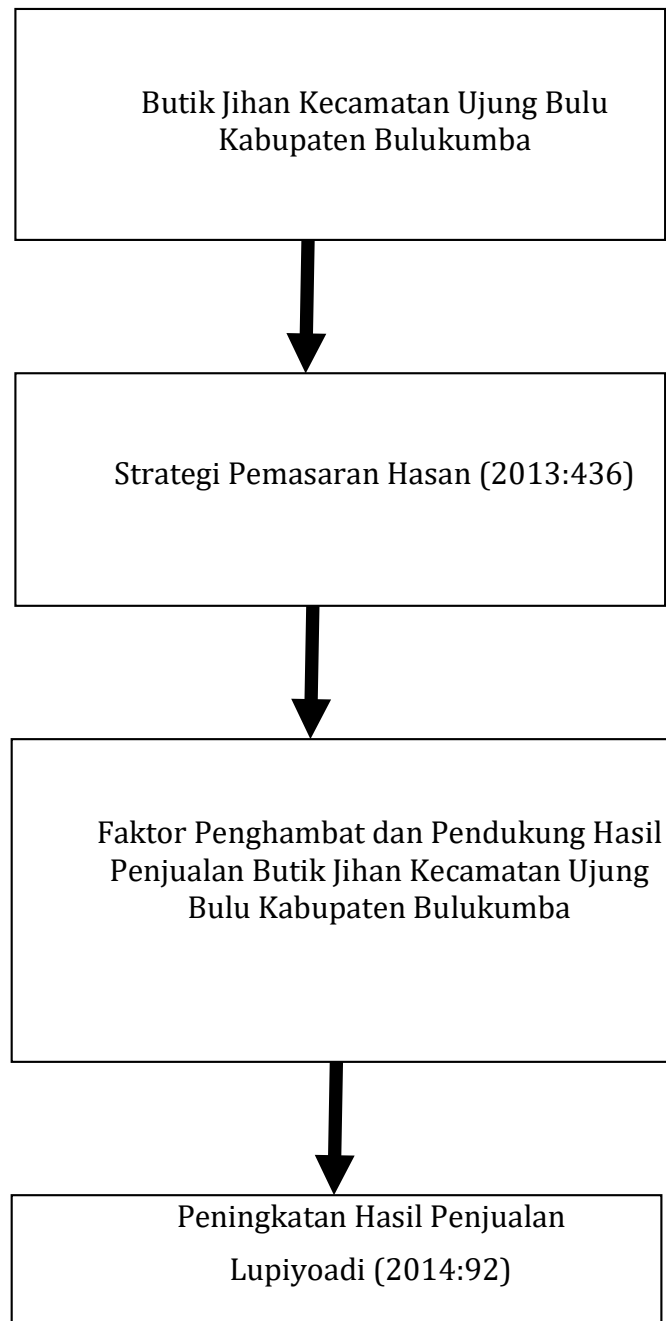 Butik Jihan Kecamatan Ujung Bulu
Kabupaten Bulukumba
Strategi Pemasaran Hasan (2013:436)
Faktor Penghambat dan Pendukung Hasil
Penjualan Butik Jihan Kecamatan Ujung
Bulu Kabupaten Bulukumba
Peningkatan Hasil Penjualan
Lupiyoadi (2014:92)